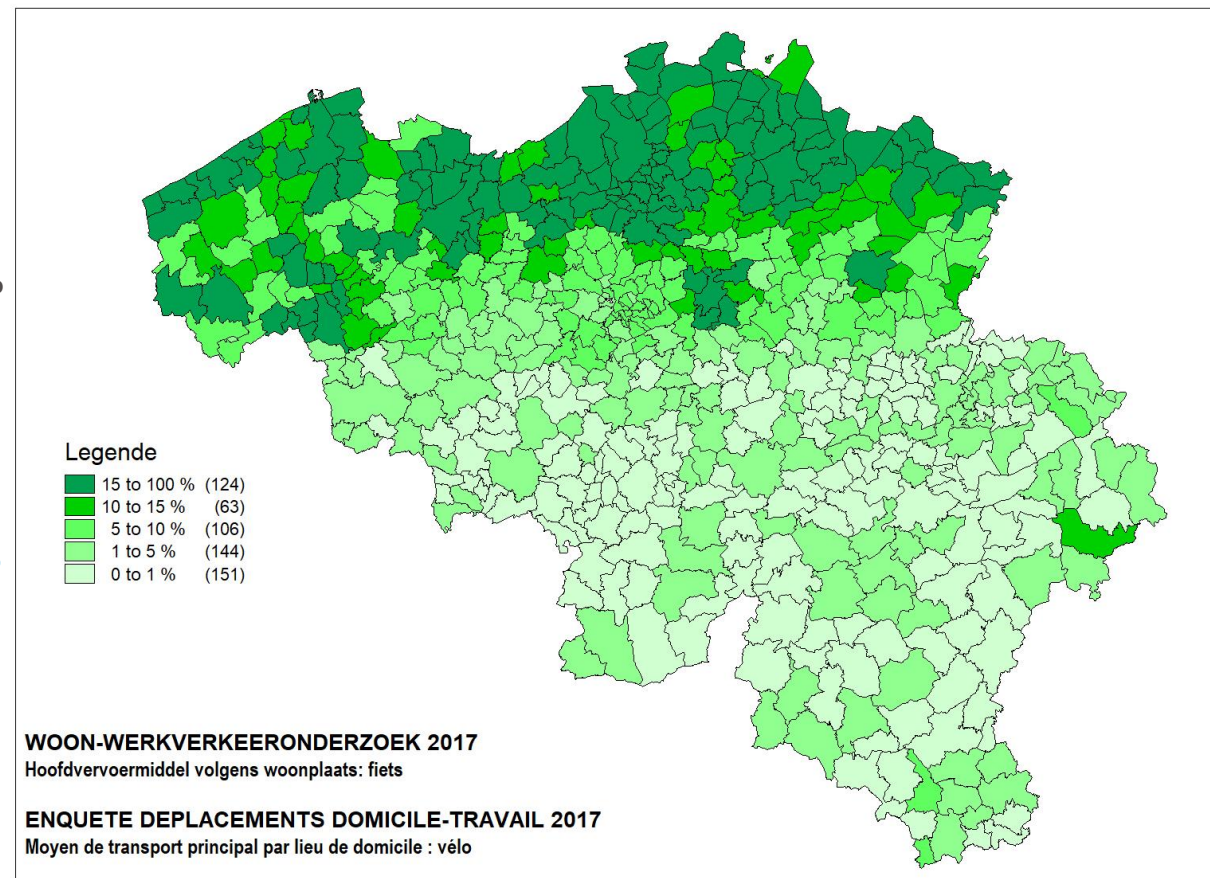 Legende
15 to 100 % (124)
10 to 15 % (63)
5 to 10 % (106)
1 to 5 % (144)
0 to 1 % (151)
WOON-WERKVERKEERONDERZOEK 2017
Hoofdvervoermiddel volgens woonplaats: fiets
ENQUETE DEPLACEMENTS DOMICILE-TRAVAIL 2017
Moyen de transport principal par lieu de domicile : vélo